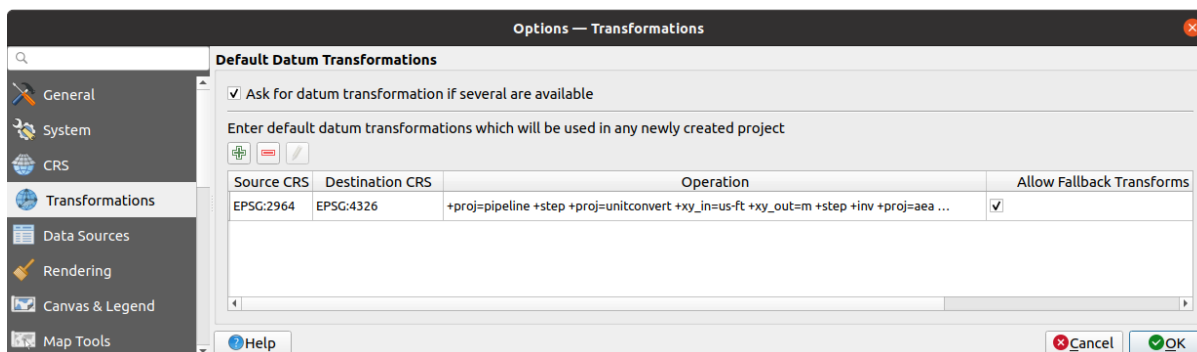 Options — Transformations
General
System
CRS
Transformations
Data Sources
Rendering
Canvas & Legend
Map Tools
Default Datum Transformations
Ask for datum transformation if several are available
Enter default datum transformations which will be used in any newly created project
Source CRS Destination CRS Operation Allow Fallback Transforms
EPSG:2964 EPSG:4326 +proj=pipeline +step +proj=unitconvert +xy_in=us-ft +xy_out=m +step +inv +proj=aea ...
Help Cancel OK